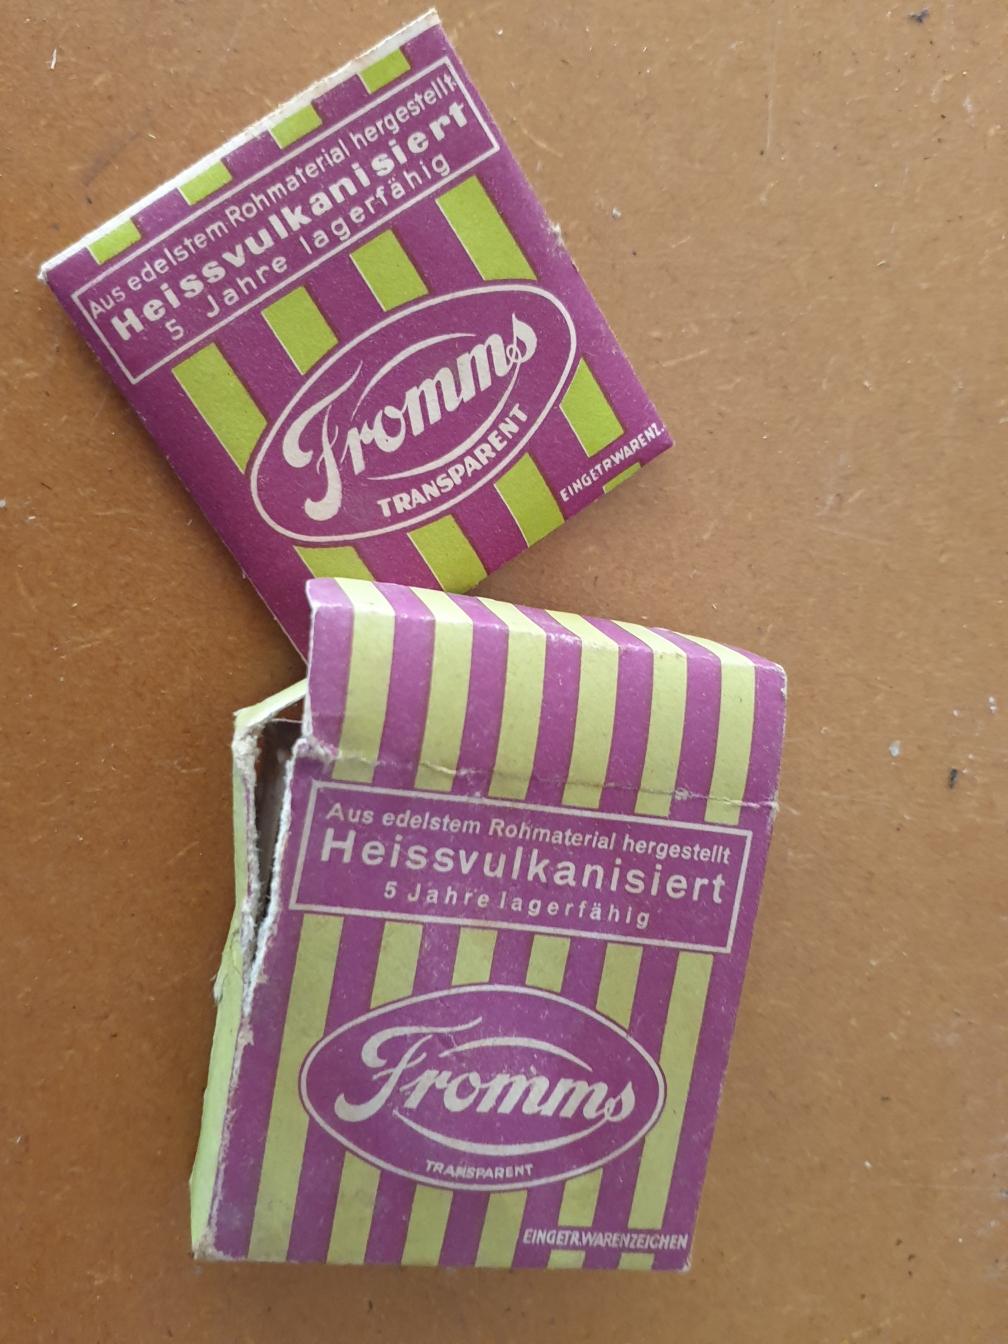 Aus edelstem Rohmaterial hergestellt
Heissvulkanisiert
5 Jahre lagerfähig
Fromms
TRANSPARENT
EINGETR.WARENZ.
Aus edelstem Rohmaterial hergestellt
Heissvulkanisiert
5 Jahre lagerfähig
Fromms
TRANSPARENT
EINGETR.WARENZEICHEN